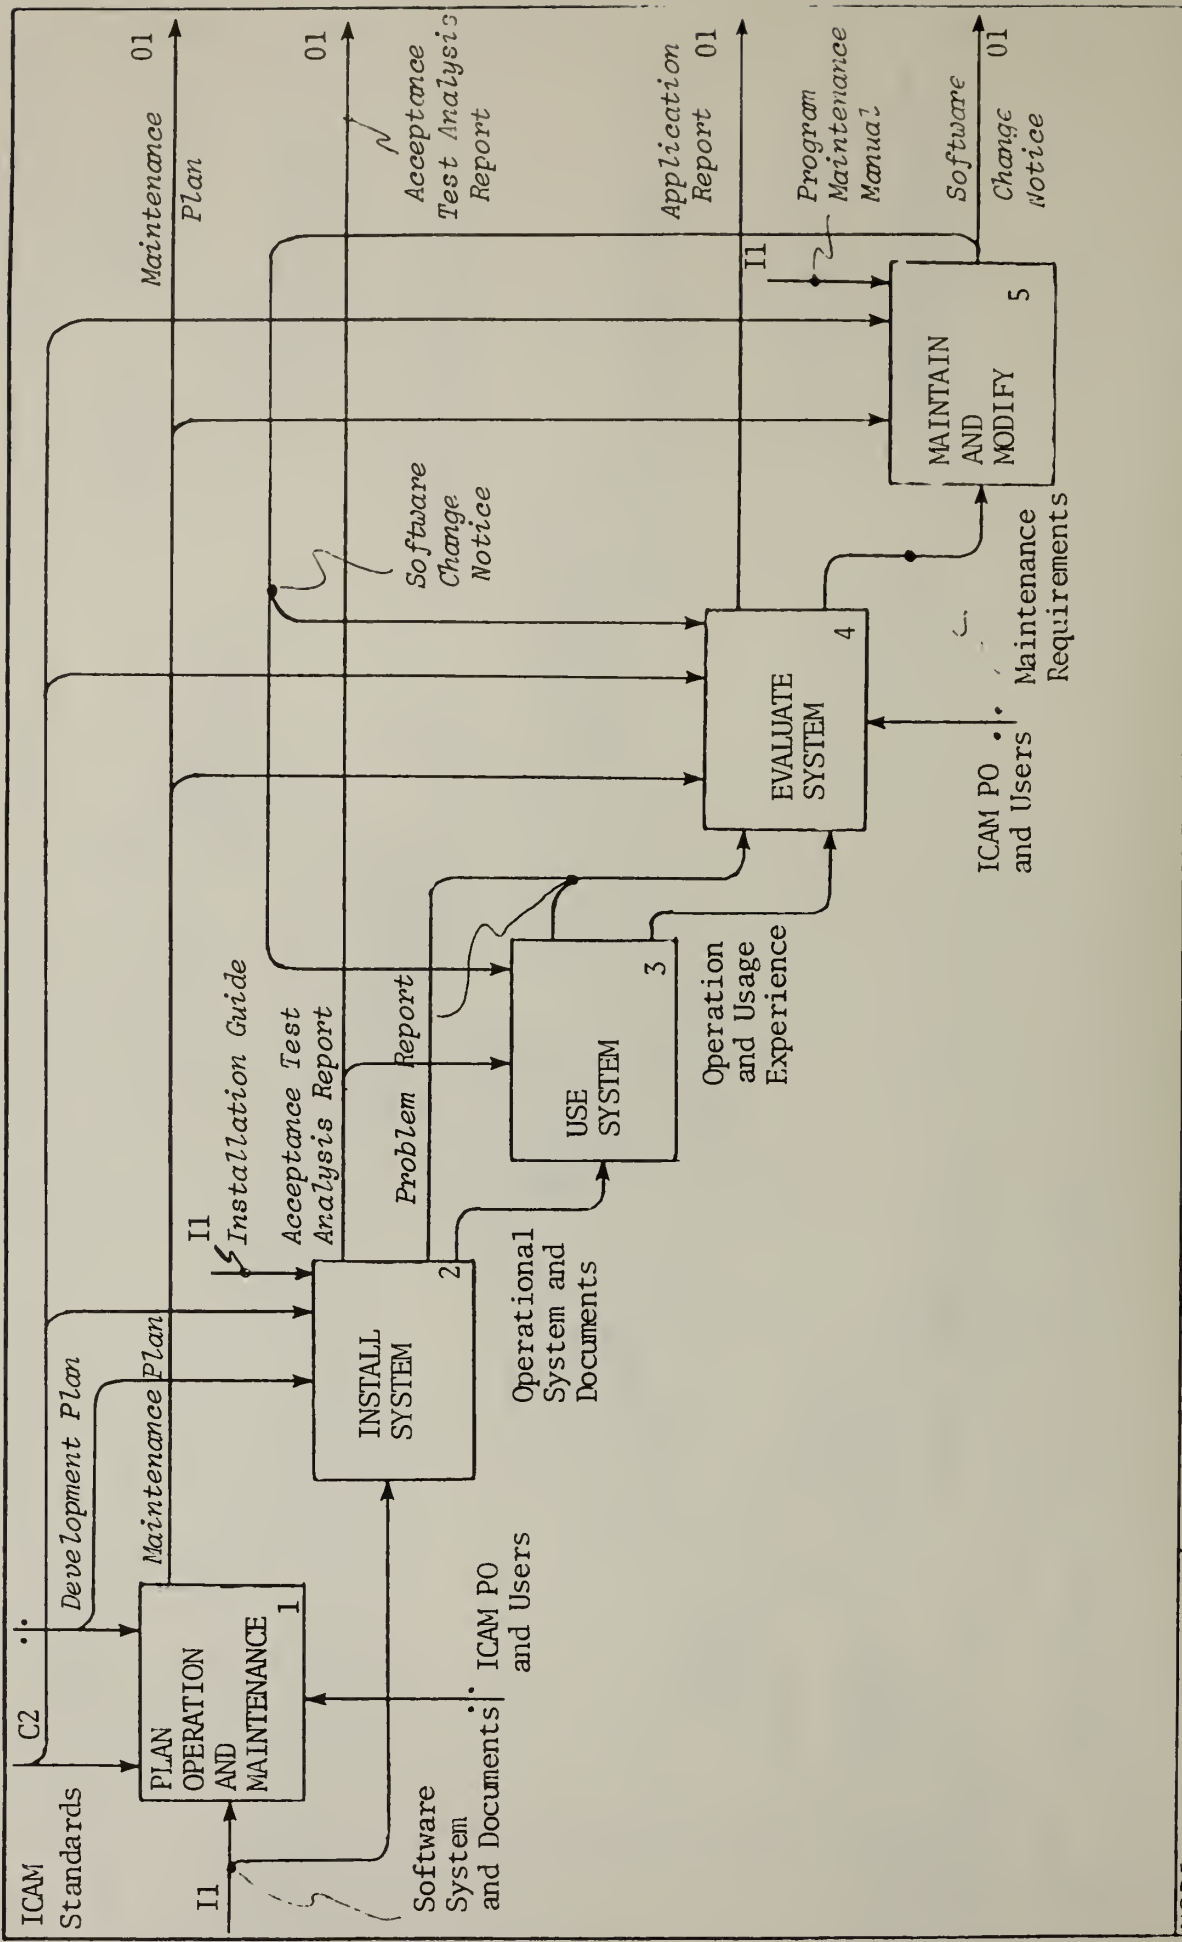 ICAM
Standards
C2
Development Plan
Maintenance Plan
Maintenance
Plan
O1
I1
PLAN
OPERATION
AND
MAINTENANCE
1
Software
System
and Documents
ICAM PO
and Users
I1
Installation Guide
Acceptance Test
Analysis Report
O1
Acceptance
Test Analysis
Report
Problem Report
INSTALL
SYSTEM
2
Operational
System and
Documents
USE
SYSTEM
3
Operation
and Usage
Experience
Software
Change
Notice
EVALUATE
SYSTEM
4
ICAM PO
and Users
Application
Report
O1
I1
Program
Maintenance
Manual
MAINTAIN
AND
MODIFY
5
Maintenance
Requirements
Software
Change
Notice
O1